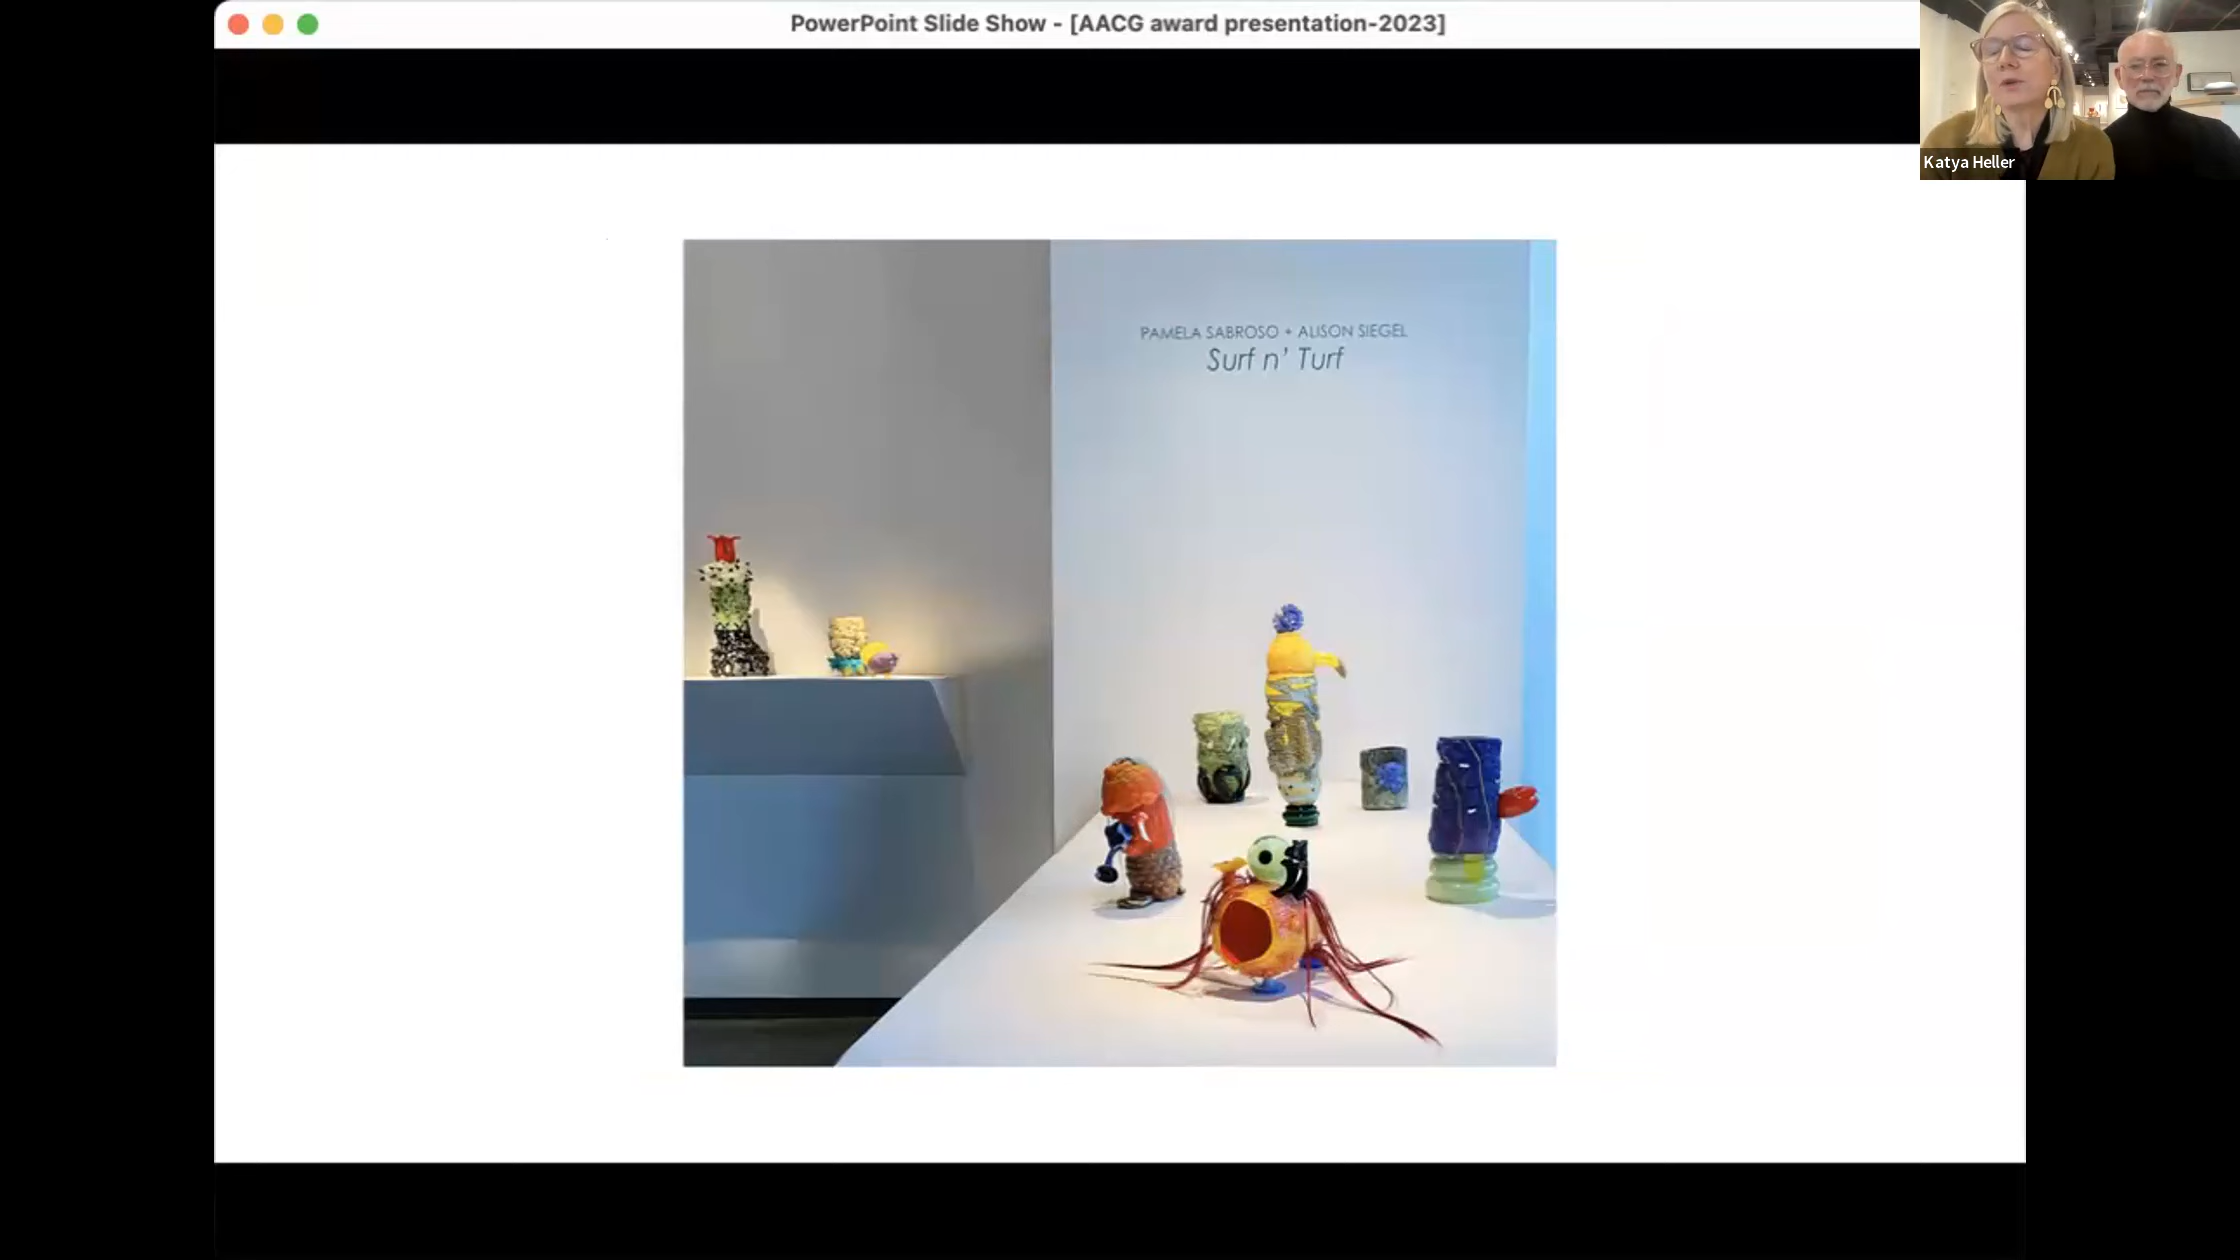 PowerPoint Slide Show - [AACG award presentation-2023]
Katya Heller
PAMELA SABROSO + ALISON SIEGEL
Surf n' Turf